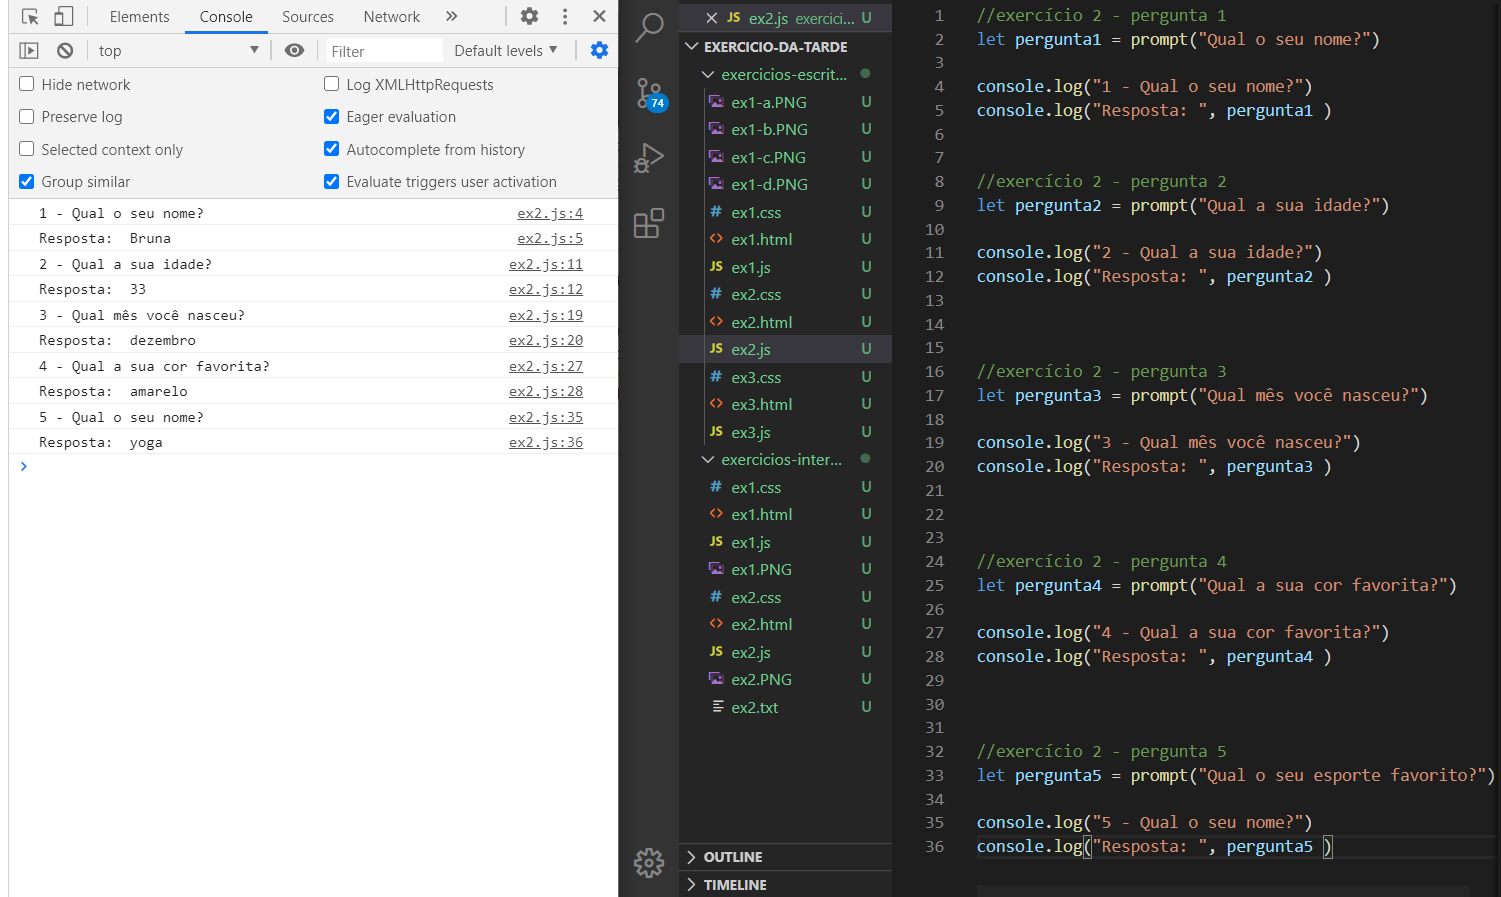 Elements Console Sources Network »
top Filter Default levels
Hide network
Log XMLHttpRequests
Preserve log
Eager evaluation
Selected context only
Autocomplete from history
Group similar
Evaluate triggers user activation
1 - Qual o seu nome? ex2.js:4
Resposta:  Bruna ex2.js:5
2 - Qual a sua idade? ex2.js:11
Resposta:  33 ex2.js:12
3 - Qual mês você nasceu? ex2.js:19
Resposta:  dezembro ex2.js:20
4 - Qual a sua cor favorita? ex2.js:27
Resposta:  amarelo ex2.js:28
5 - Qual o seu nome? ex2.js:35
Resposta:  yoga ex2.js:36
>
74
JS ex2.js exercici... U
EXERCICIO-DA-TARDE
exercicios-escrit...
ex1-a.PNG U
ex1-b.PNG U
ex1-c.PNG U
ex1-d.PNG U
# ex1.css U
<> ex1.html U
JS ex1.js U
# ex2.css U
<> ex2.html U
JS ex2.js U
# ex3.css U
<> ex3.html U
JS ex3.js U
exercicios-inter...
# ex1.css U
<> ex1.html U
JS ex1.js U
ex1.PNG U
# ex2.css U
<> ex2.html U
JS ex2.js U
ex2.PNG U
ex2.txt U
OUTLINE
TIMELINE
1 //exercício 2 - pergunta 1
2 let pergunta1 = prompt("Qual o seu nome?")
3
4 console.log("1 - Qual o seu nome?")
5 console.log("Resposta: ", pergunta1 )
6
7
8 //exercício 2 - pergunta 2
9 let pergunta2 = prompt("Qual a sua idade?")
10
11 console.log("2 - Qual a sua idade?")
12 console.log("Resposta: ", pergunta2 )
13
14
15
16 //exercício 2 - pergunta 3
17 let pergunta3 = prompt("Qual mês você nasceu?")
18
19 console.log("3 - Qual mês você nasceu?")
20 console.log("Resposta: ", pergunta3 )
21
22
23
24 //exercício 2 - pergunta 4
25 let pergunta4 = prompt("Qual a sua cor favorita?")
26
27 console.log("4 - Qual a sua cor favorita?")
28 console.log("Resposta: ", pergunta4 )
29
30
31
32 //exercício 2 - pergunta 5
33 let pergunta5 = prompt("Qual o seu esporte favorito?")
34
35 console.log("5 - Qual o seu nome?")
36 console.log("Resposta: ", pergunta5 )